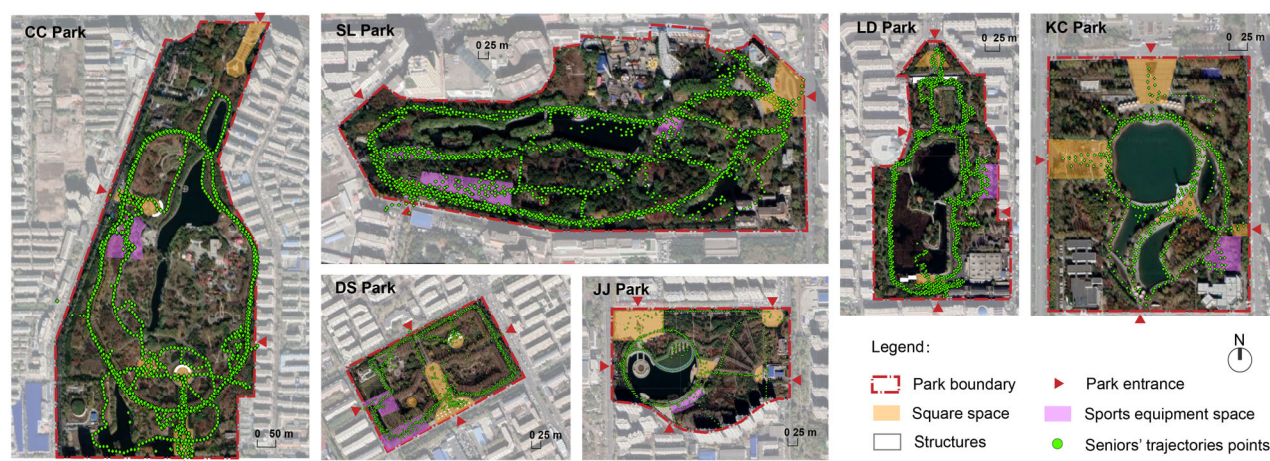 CC Park
0 50 m
SL Park
0 25 m
DS Park
0 25 m
JJ Park
0 25 m
LD Park
0 25 m
KC Park
0 25 m
N
Legend:
Park boundary
Park entrance
Square space
Sports equipment space
Structures
Seniors' trajectories points